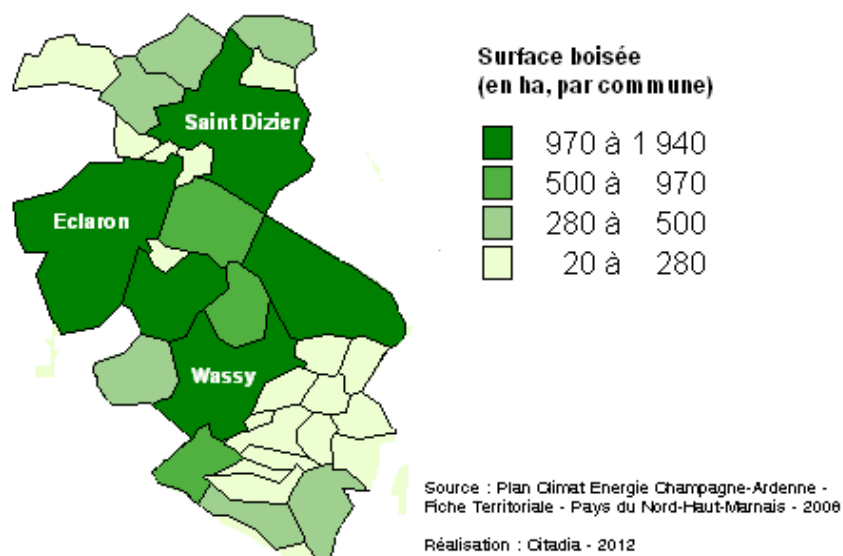 Surface boisée
(en ha, par commune)
Saint Dizier
970 à 1 940
500 à 970
Eclaron
280 à 500
20 à 280
Wassy
Source : Plan Climat Energie Champagne-Ardenne -
Fiche Territoriale - Pays du Nord-Haut-Marnais - 2008
Réalisation : Citadia - 2012